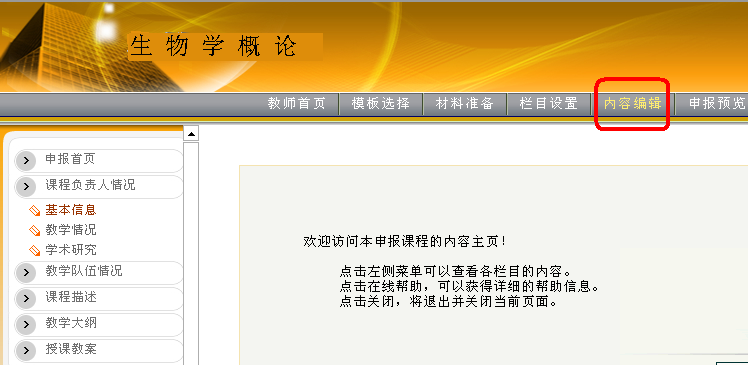 生物学概论
教师首页 模板选择 材料准备 栏目设置 内容编辑 申报预览
申报首页
课程负责人情况
基本信息
教学情况
学术研究
教学队伍情况
课程描述
教学大纲
授课教案
欢迎访问本申报课程的内容主页!
点击左侧菜单可以查看各栏目的内容。
点击在线帮助,可以获得详细的帮助信息。
点击关闭,将退出并关闭当前页面。